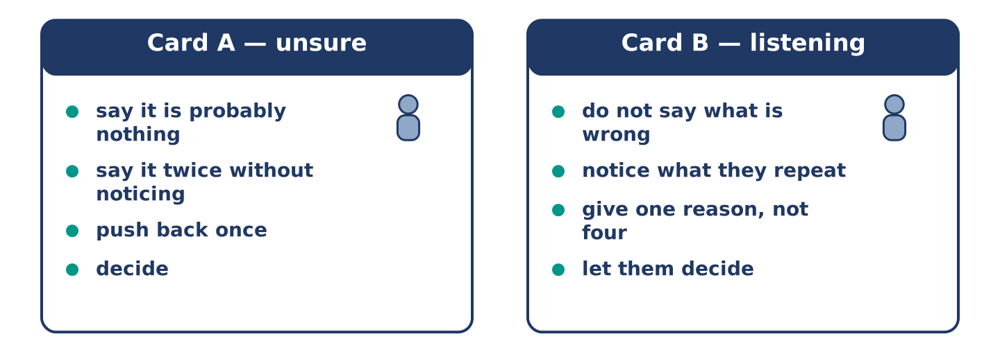 Card A — unsure
say it is probably
nothing
say it twice without
noticing
push back once
decide
Card B — listening
do not say what is
wrong
notice what they repeat
give one reason, not
four
let them decide